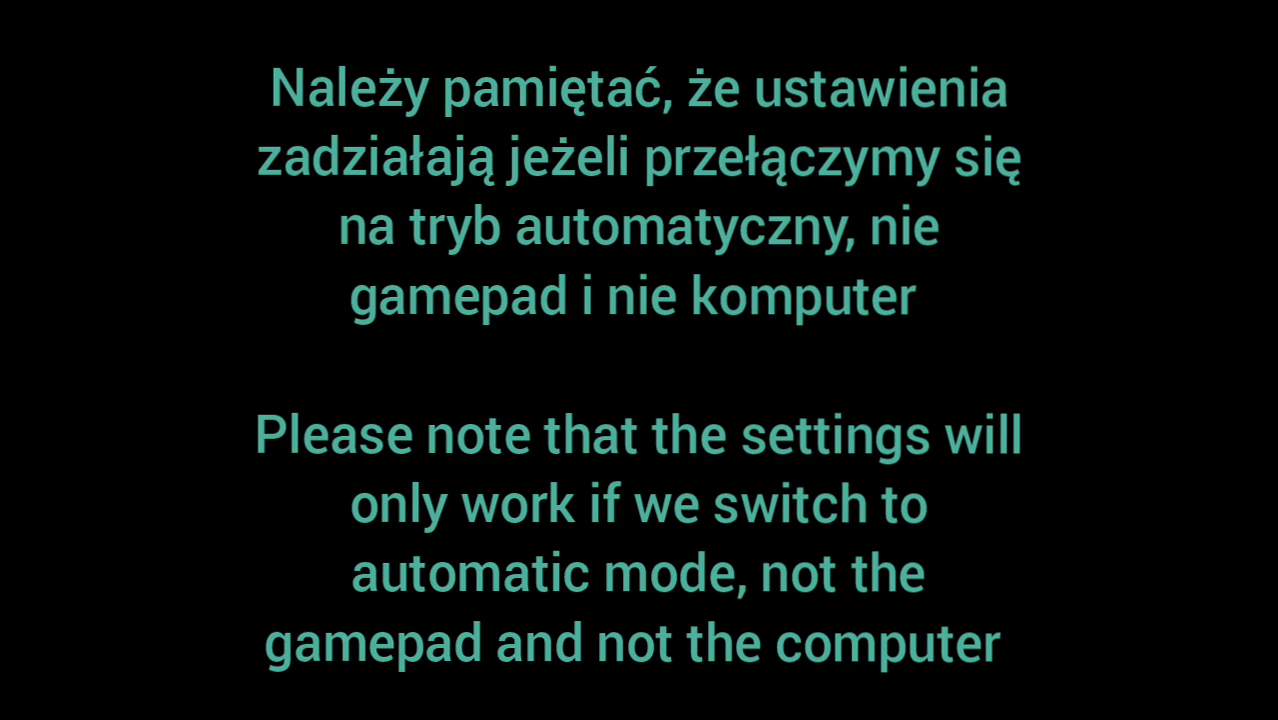 Należy pamiętać, że ustawienia
zadziałają jeżeli przełączymy się
na tryb automatyczny, nie
gamepad i nie komputer
Please note that the settings will
only work if we switch to
automatic mode, not the
gamepad and not the computer